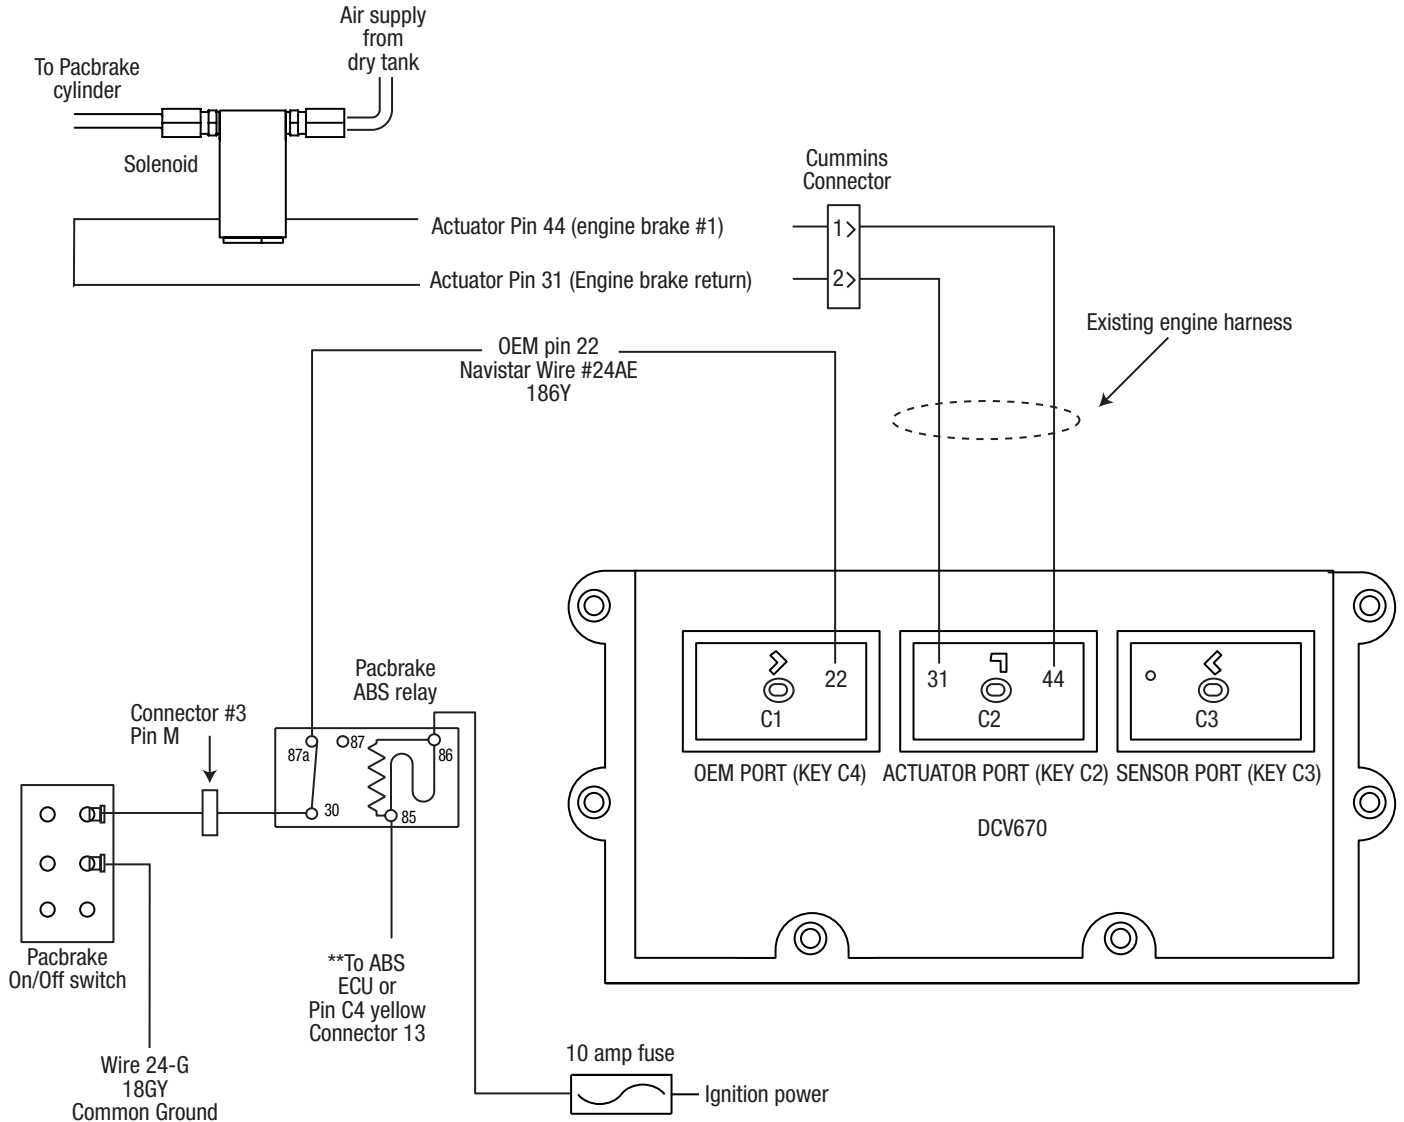 Air supply
from
dry tank
To Pacbrake
cylinder
Solenoid
Cummins
Connector
Actuator Pin 44 (engine brake #1)
1
Actuator Pin 31 (Engine brake return)
2
Existing engine harness
OEM pin 22
Navistar Wire #24AE
186Y
Pacbrake
ABS relay
Connector #3
Pin M
87a
87
86
30
85
22
C1
31
44
C2
C3
OEM PORT (KEY C4)
ACTUATOR PORT (KEY C2)
SENSOR PORT (KEY C3)
DCV670
Pacbrake
On/Off switch
**To ABS
ECU or
Pin C4 yellow
Connector 13
Wire 24-G
18GY
Common Ground
10 amp fuse
Ignition power